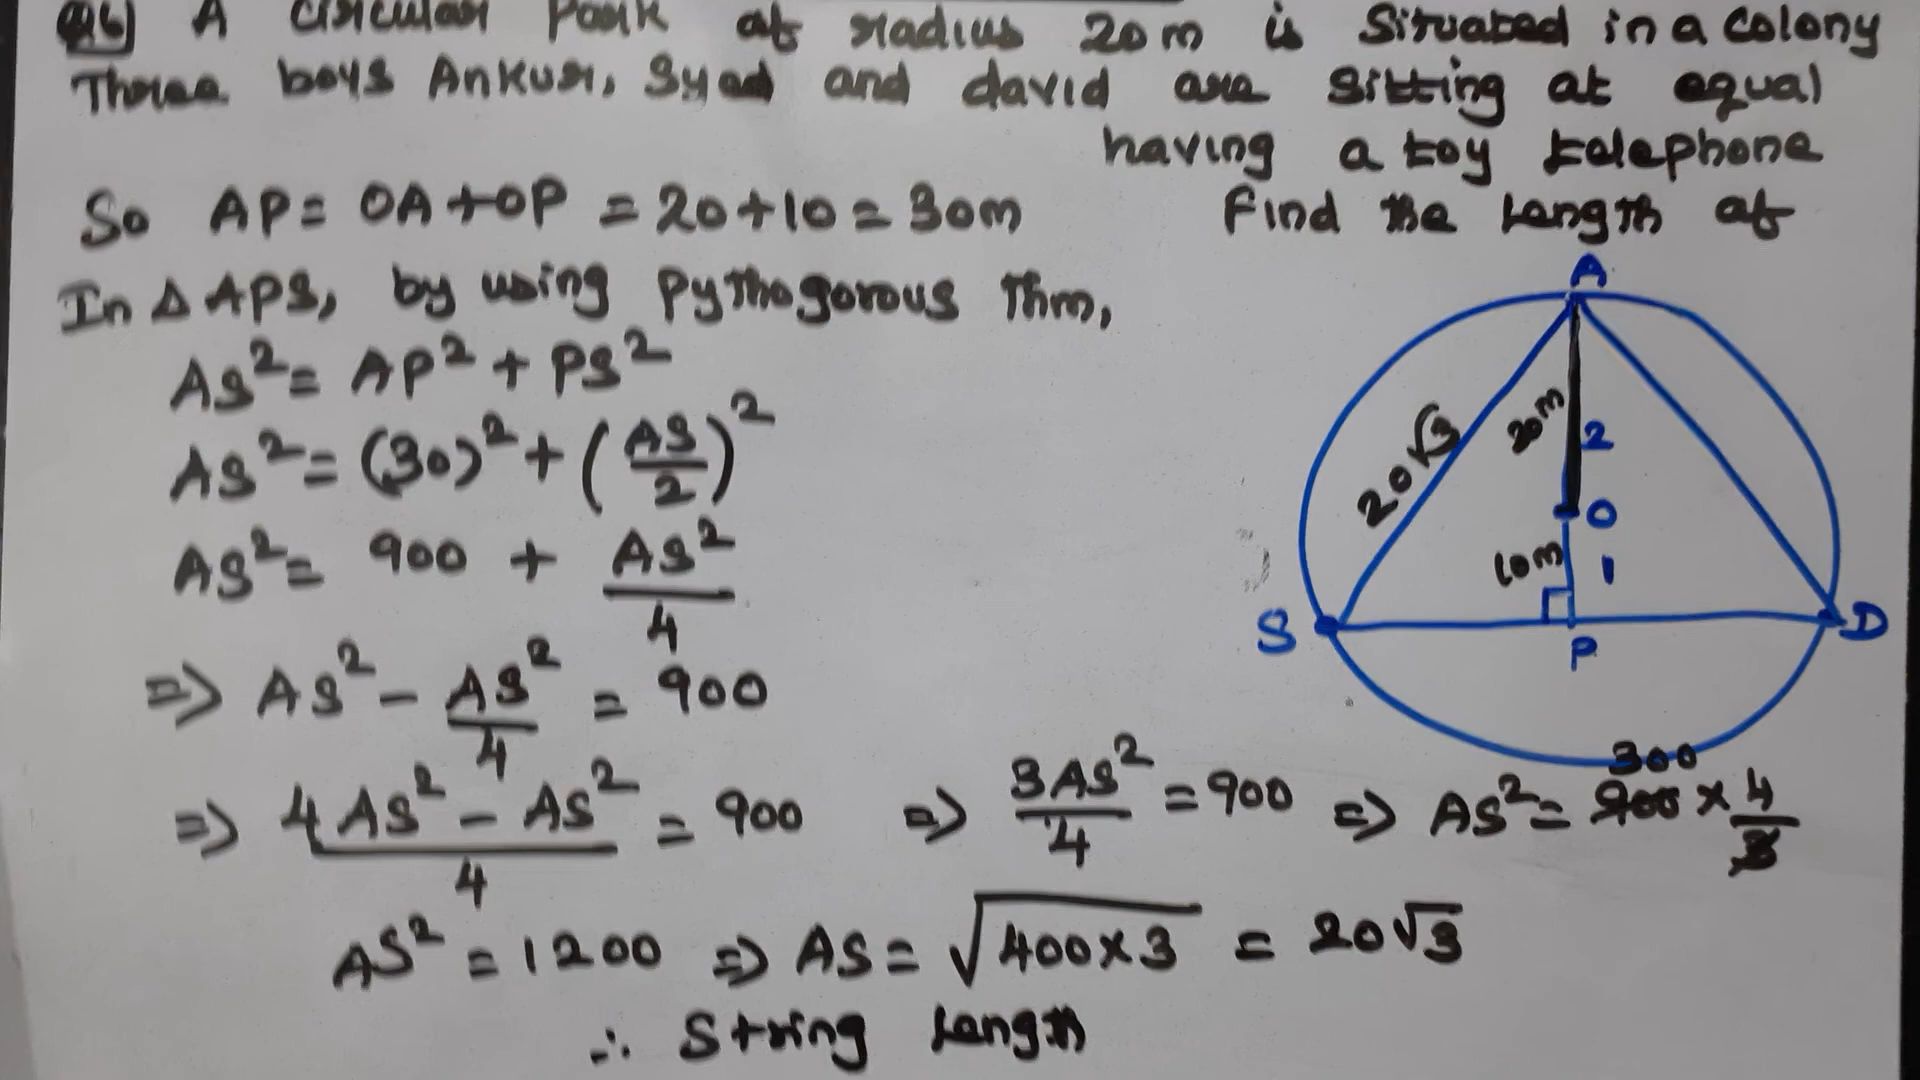 Q6) A Circular Park of radius 20m is Situated in a Colony
Three boys Ankur, Syed and david are Sitting at equal
having a toy telephone
Find the Length of
So AP = OA + OP = 20 + 10 = 30m
In Δ APS, by using Pythogorous Thm,
AS² = AP² + PS²
AS² = (30)² + (AS/2)²
AS² = 900 + AS²/4
=> AS² - AS²/4 = 900
=> 4AS² - AS²/4 = 900 => 3AS²/4 = 900 => AS² = 900 × 4/3
300
AS² = 1200 => AS = √400×3 = 20√3
∴ String Length
A
20√3
20m
2
O
10m
1
S
P
D